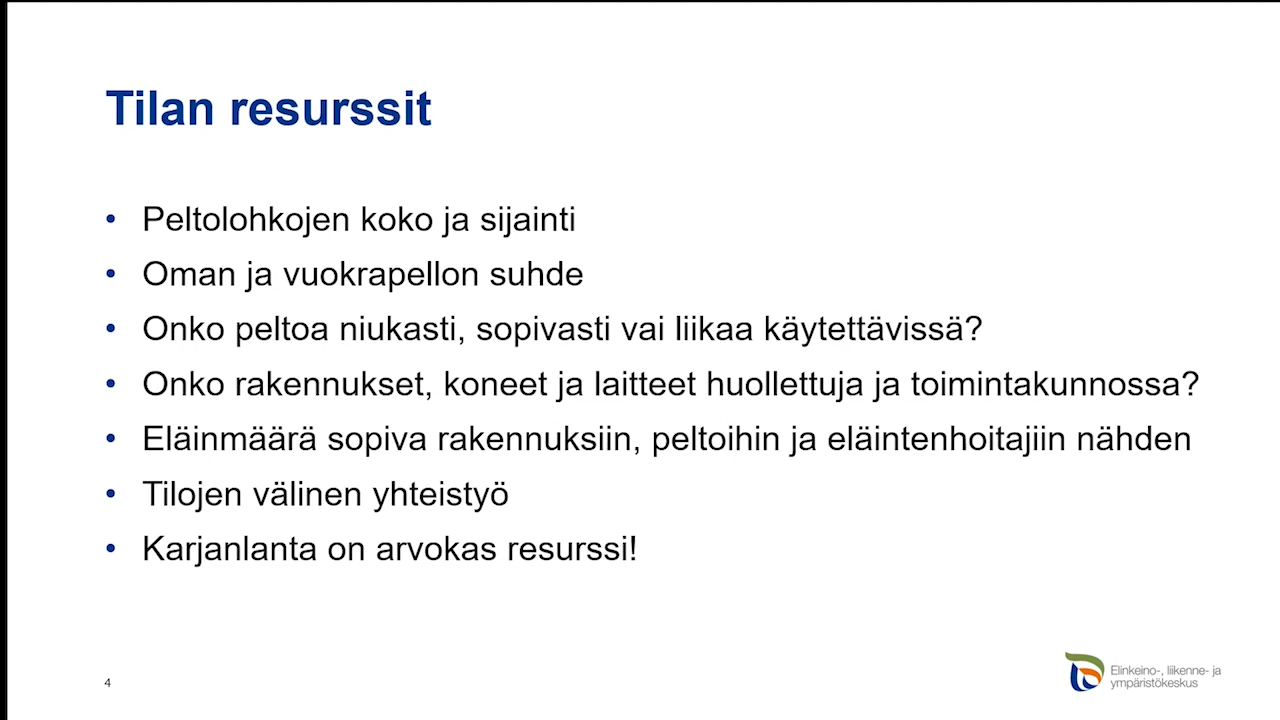 Tilan resurssit
• Peltolohkojen koko ja sijainti
• Oman ja vuokrapellon suhde
• Onko peltoa niukasti, sopivasti vai liikaa käytettävissä?
• Onko rakennukset, koneet ja laitteet huollettuja ja toimintakunnossa?
• Eläinmäärä sopiva rakennuksiin, peltoihin ja eläintenhoitajiin nähden
• Tilojen välinen yhteistyö
• Karjanlanta on arvokas resurssi!
4
Elinkeino-, liikenne- ja
ympäristökeskus